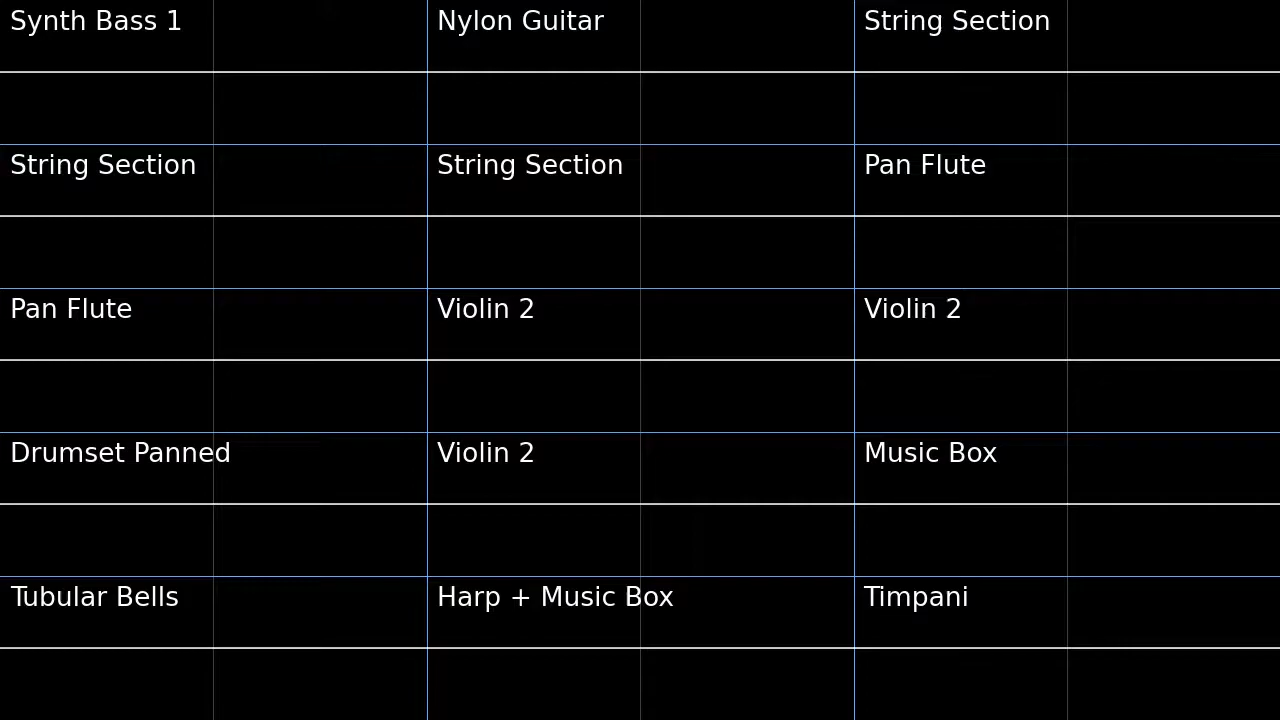 Synth Bass 1
Nylon Guitar
String Section
String Section
String Section
Pan Flute
Pan Flute
Violin 2
Violin 2
Drumset Panned
Violin 2
Music Box
Tubular Bells
Harp + Music Box
Timpani